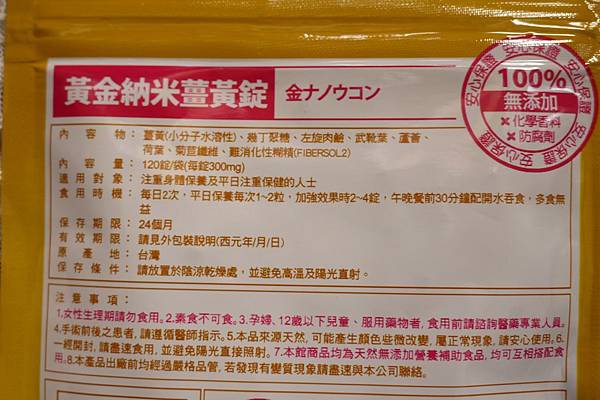 黃金納米薑黃錠 金ナノウコン
安心保證 安心保證 安心保證 安心保證
100%
無添加
×化學香料
×防腐劑
內容物：薑黃(小分子水溶性)、幾丁聚糖、左旋肉鹼、武靴葉、蘆薈、
荷葉、菊苣纖維、難消化性糊精(FIBERSOL2)
內容量：120錠/袋(每錠300mg)
適用對象：注重身體保養及平日注重保健的人士
食用時機：每日2次，平日保養每次1~2粒，加強效果時2~4錠，午晚餐前30分鐘配開水吞食，多食無
益
保存期限：24個月
有效期限：請見外包裝說明(西元年/月/日)
原產地：台灣
保存條件：請放置於陰涼乾燥處，並避免高溫及陽光直射。
注意事項：
1.女性生理期請勿食用。2.素食不可食。3.孕婦、12歲以下兒童、服用藥物者，食用前請諮詢醫藥專業人員。
4.手術前後之患者，請遵循醫師指示。5.本品來源天然，可能產生顏色些微改變，屬正常現象，請安心使用。6.
一經開封，請盡速食用，並避免陽光直接照射。7.本館商品均為天然無添加營養補助食品，均可互相搭配食
用。8.本產品出廠前均經過嚴格品管，若發現有變質現象請盡速與本公司聯絡。